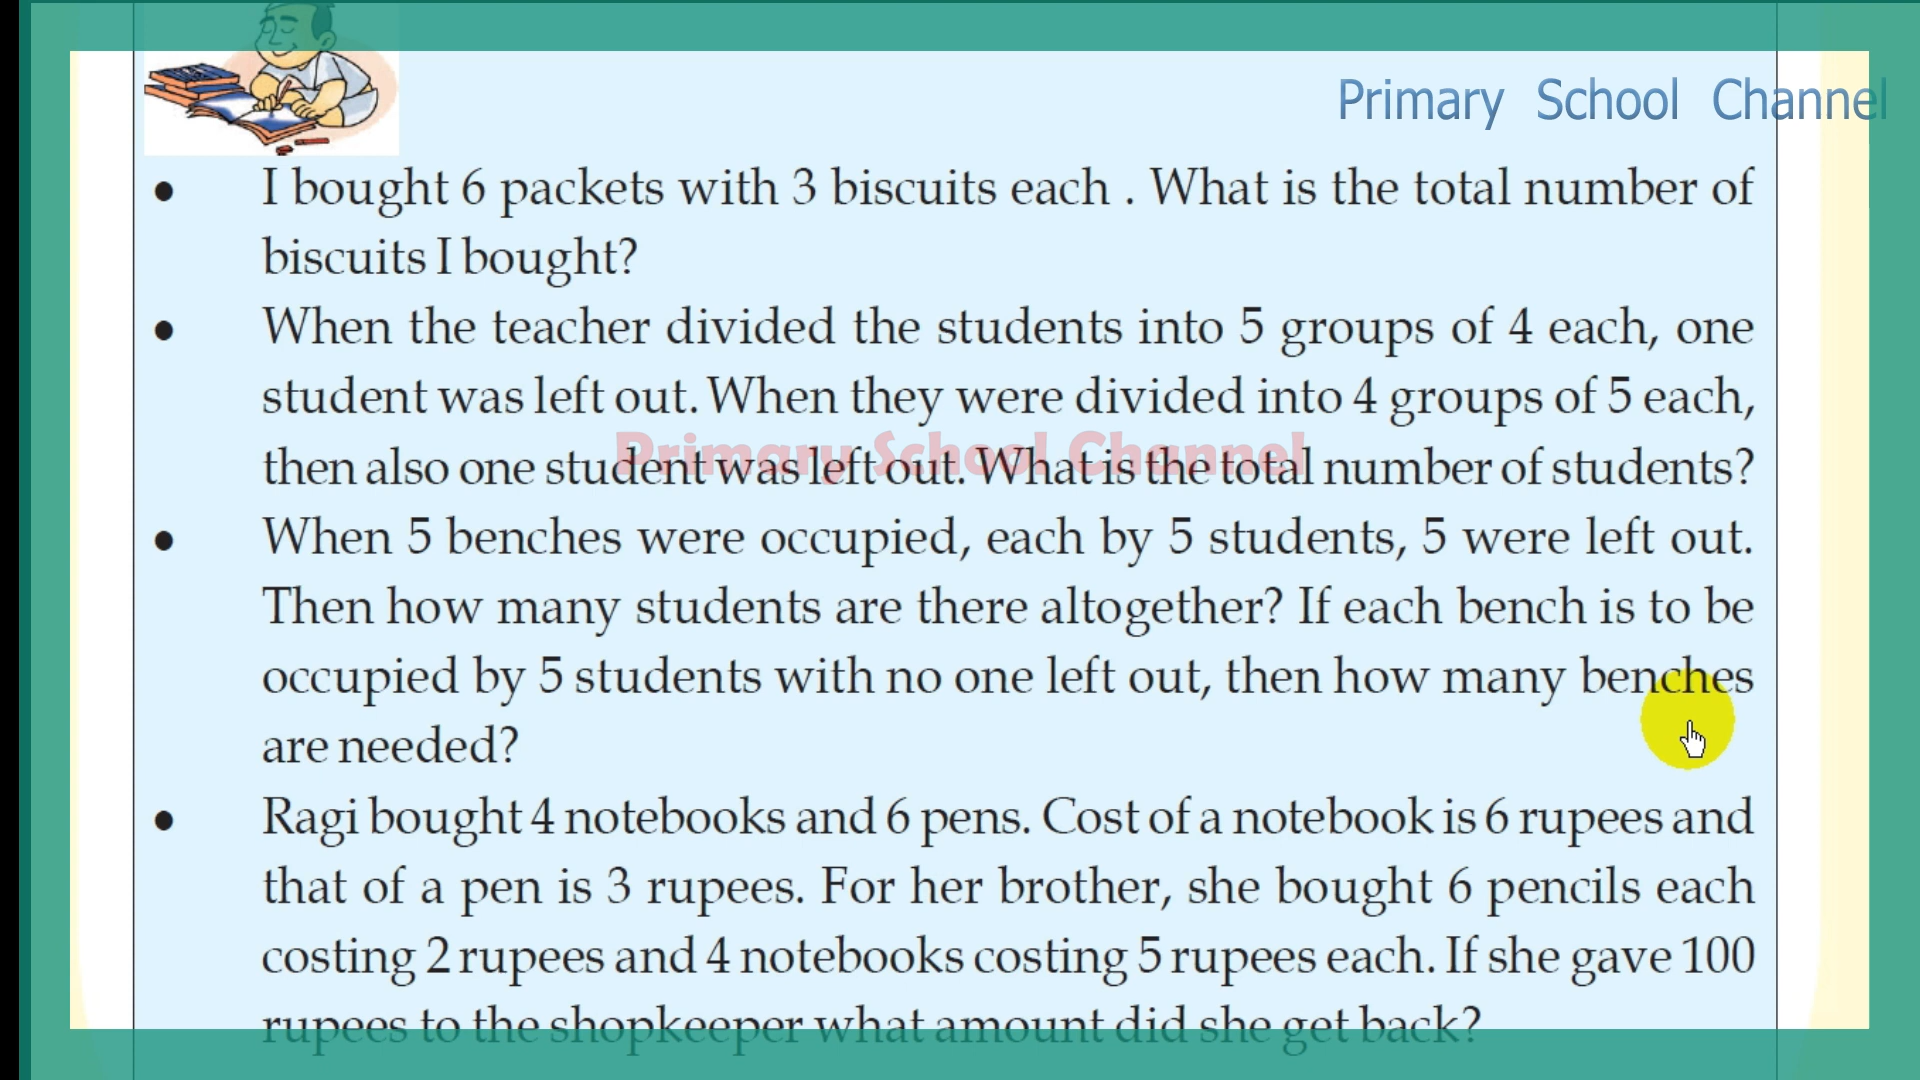 Primary School Channel
● I bought 6 packets with 3 biscuits each . What is the total number of
biscuits I bought?
● When the teacher divided the students into 5 groups of 4 each, one
student was left out. When they were divided into 4 groups of 5 each,
Primary School Channel
then also one student was left out. What is the total number of students?
● When 5 benches were occupied, each by 5 students, 5 were left out.
Then how many students are there altogether? If each bench is to be
occupied by 5 students with no one left out, then how many benches
are needed?
● Ragi bought 4 notebooks and 6 pens. Cost of a notebook is 6 rupees and
that of a pen is 3 rupees. For her brother, she bought 6 pencils each
costing 2 rupees and 4 notebooks costing 5 rupees each. If she gave 100
rupees to the shopkeeper what amount did she get back?